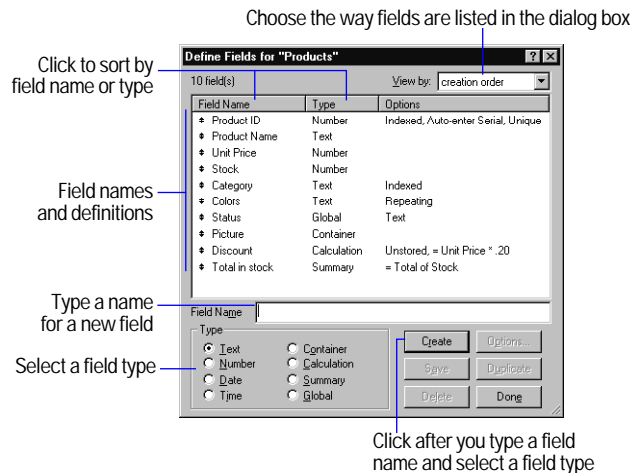 Choose the way fields are listed in the dialog box
Define Fields for "Products"
Click to sort by
field name or type
10 field(s)
View by:
creation order
Field Name Type Options
Product ID Number Indexed, Auto-enter Serial, Unique
Product Name Text
Unit Price Number
Stock Number
Category Text Indexed
Colors Text Repeating
Status Global Text
Picture Container
Discount Calculation Unstored, = Unit Price * .20
Total in stock Summary = Total of Stock
Field names
and definitions
Type a name
for a new field
Field Name
Type
Select a field type
Text Container
Number Calculation
Date Summary
Time Global
Create Options...
Save Duplicate
Delete Done
Click after you type a field
name and select a field type